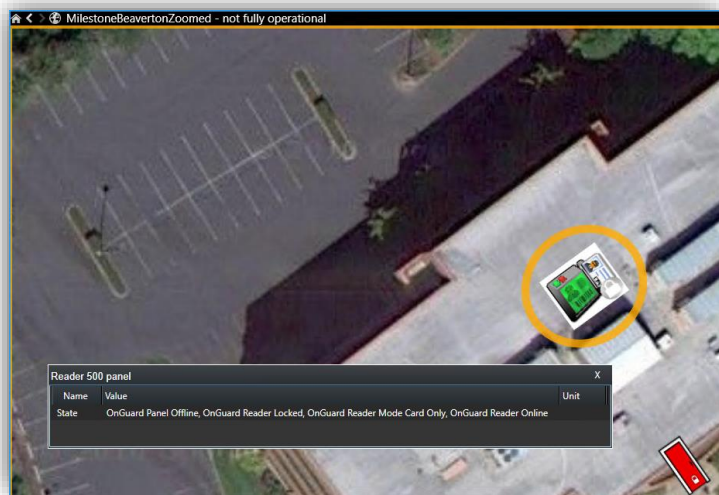 MilestoneBeavertonZoomed - not fully operational
Reader 500 panel X
Name Value Unit
State OnGuard Panel Offline, OnGuard Reader Locked, OnGuard Reader Mode Card Only, OnGuard Reader Online